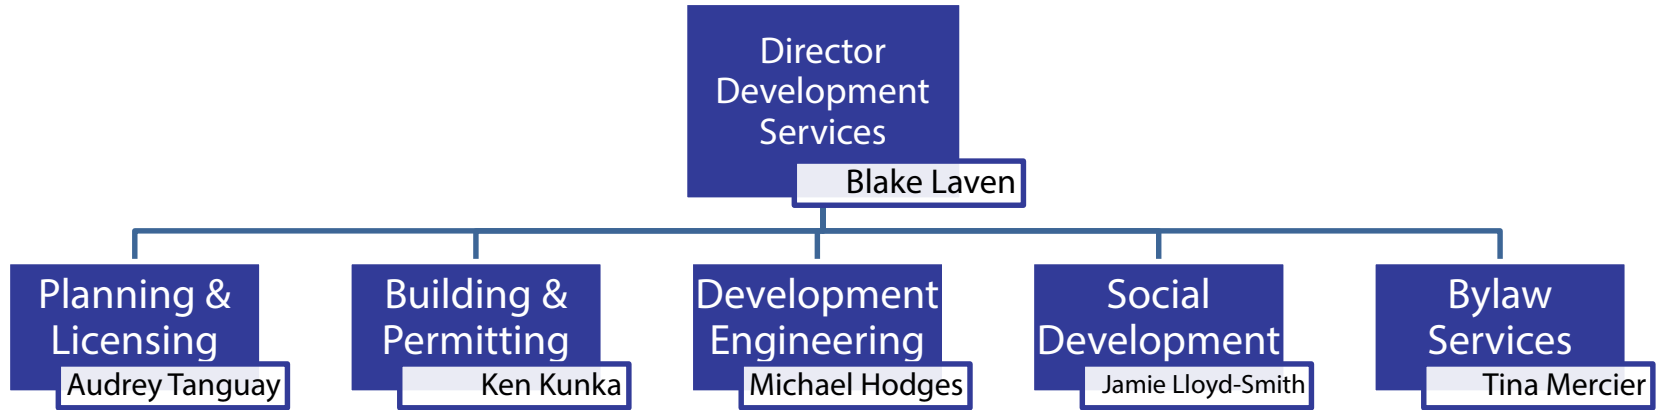 Director
Development
Services
Blake Laven
Planning &
Licensing
Audrey Tanguay
Building &
Permitting
Ken Kunka
Development
Engineering
Michael Hodges
Social
Development
Jamie Lloyd-Smith
Bylaw
Services
Tina Mercier